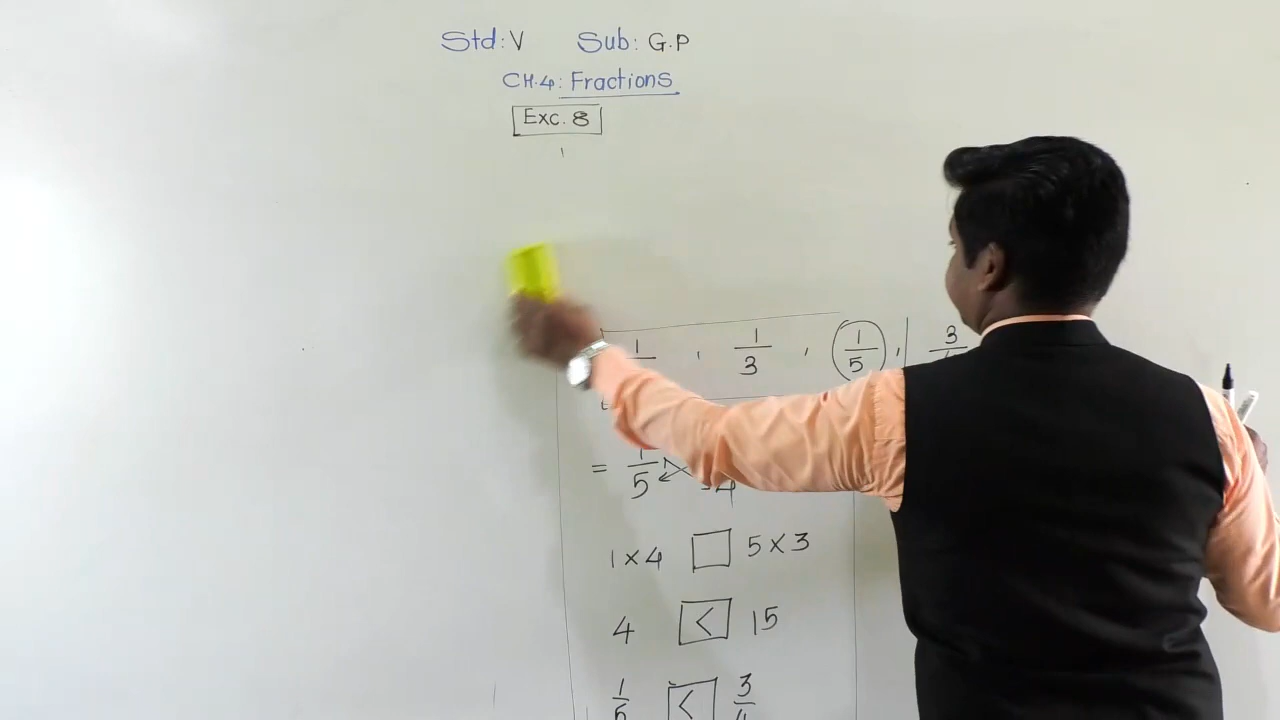 Std: V Sub: G.P
CH.4: Fractions
Exc. 8
1 , 1/3 , 1/5 , 3
= 1/5 4
1×4 □ 5×3
4 < 15
1/5 < 3/4